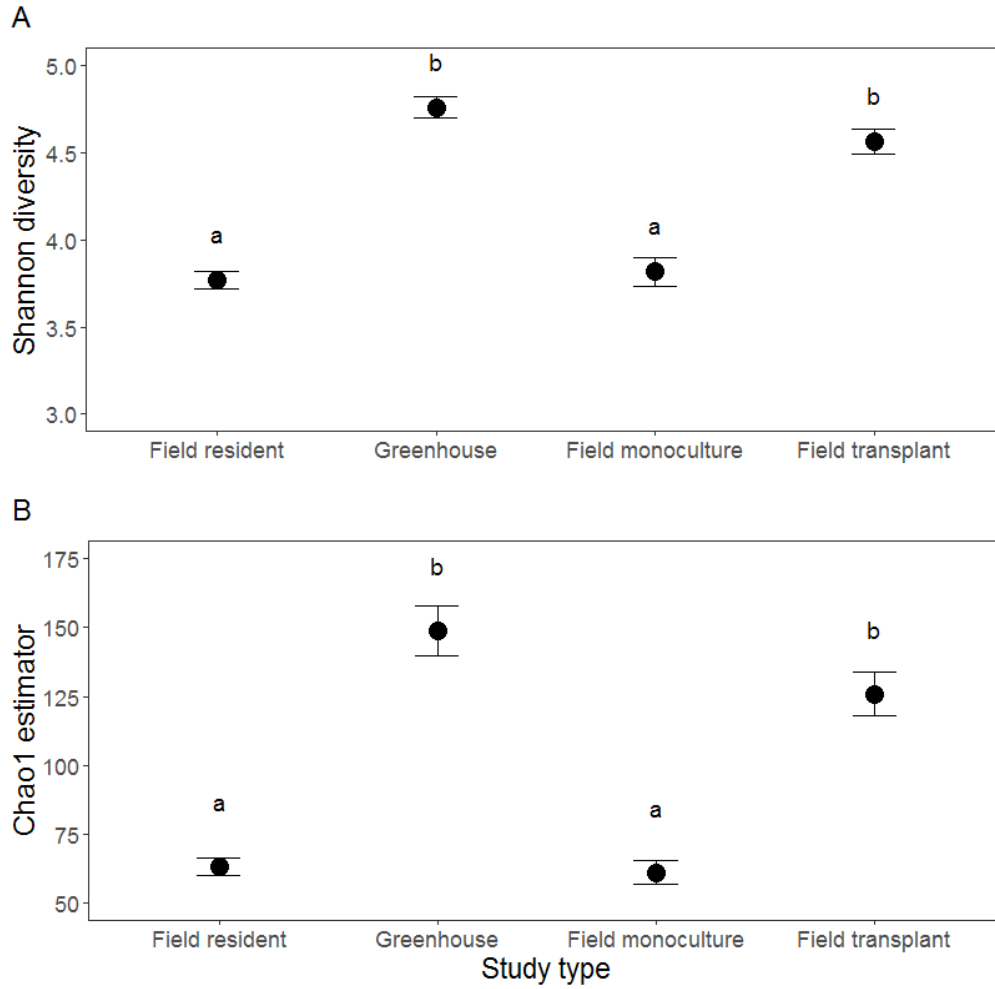 A
Shannon diversity
5.0
4.5
4.0
3.5
3.0
a
b
a
b
Field resident
Greenhouse
Field monoculture
Field transplant
B
Chao1 estimator
175
150
125
100
75
50
a
b
a
b
Field resident
Greenhouse
Field monoculture
Field transplant
Study type